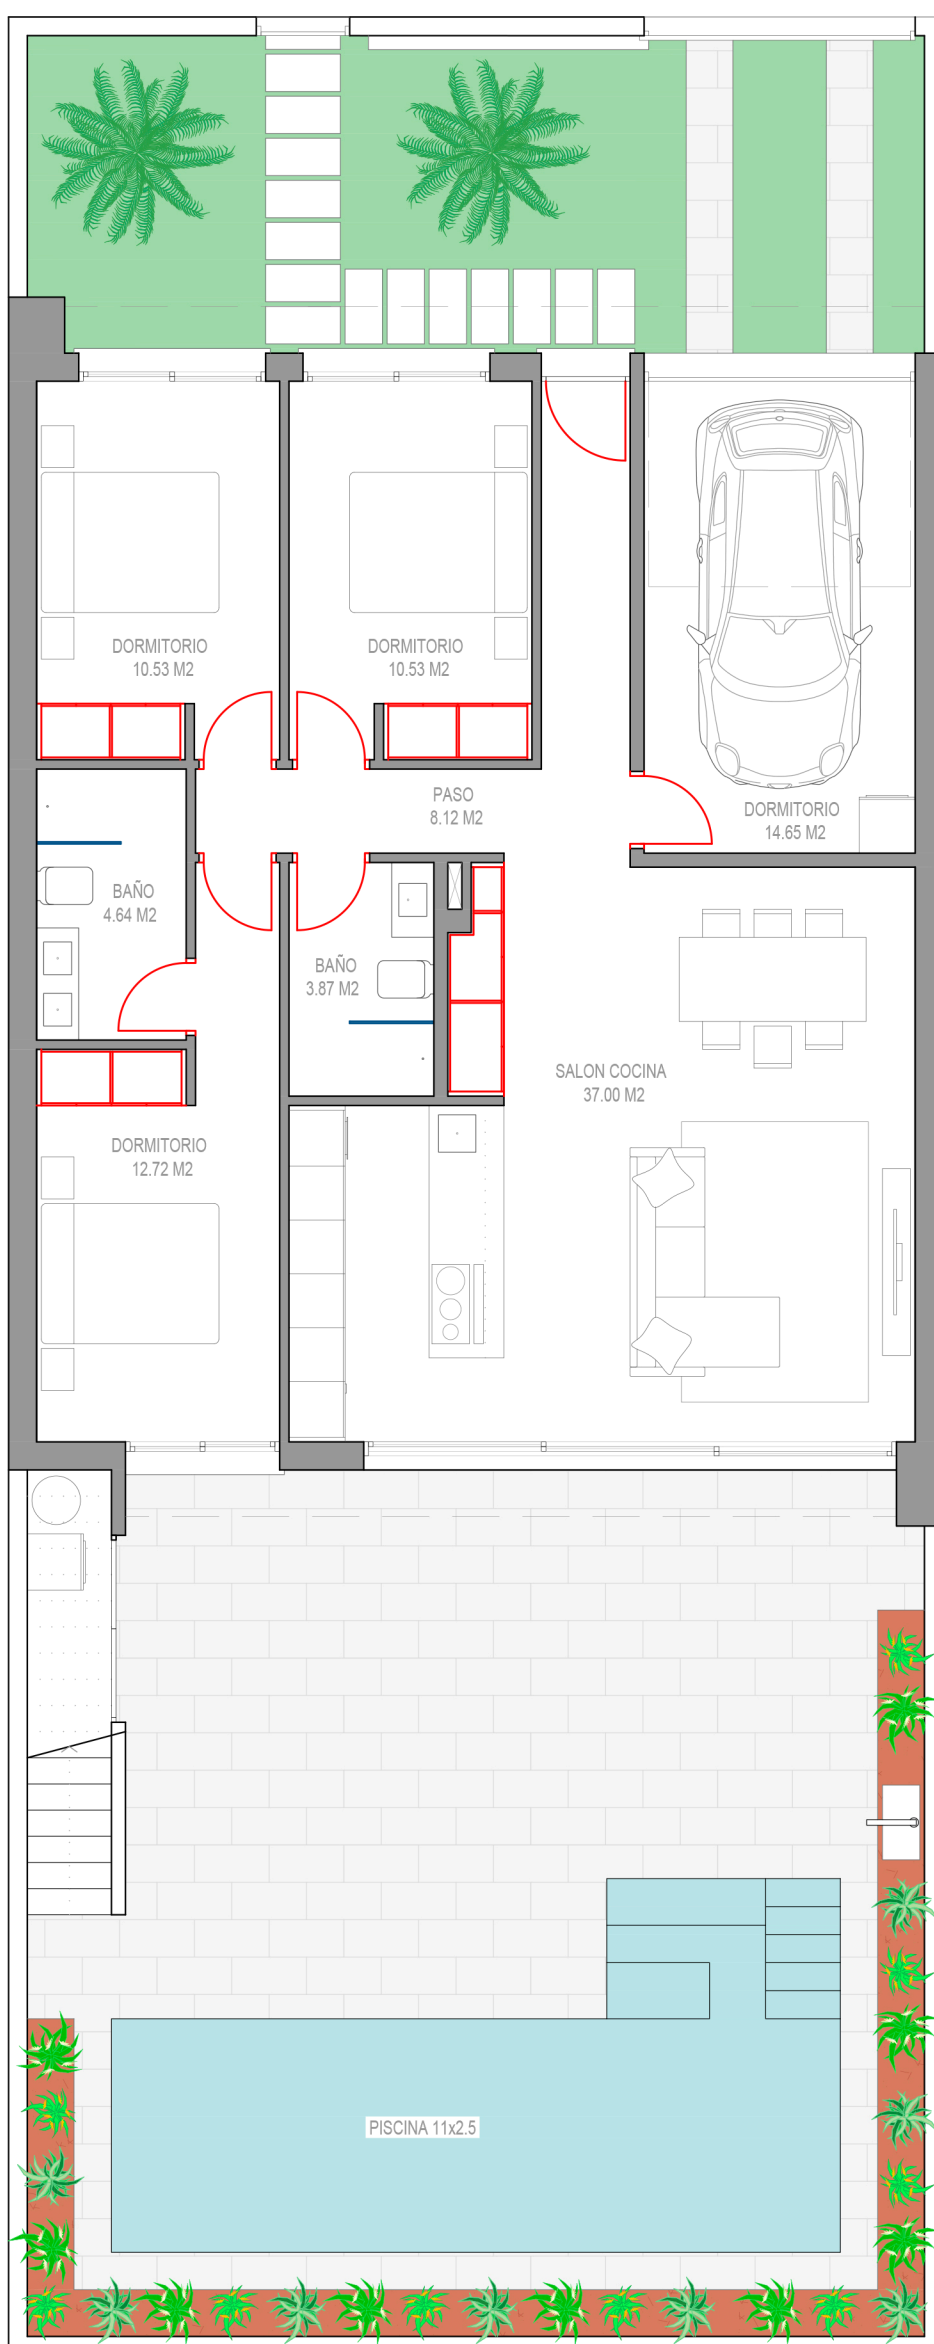 DORMITORIO
10.53 M2
DORMITORIO
10.53 M2
PASO
8.12 M2
DORMITORIO
14.65 M2
BAÑO
4.64 M2
BAÑO
3.87 M2
SALON COCINA
37.00 M2
DORMITORIO
12.72 M2
PISCINA 11x2.5